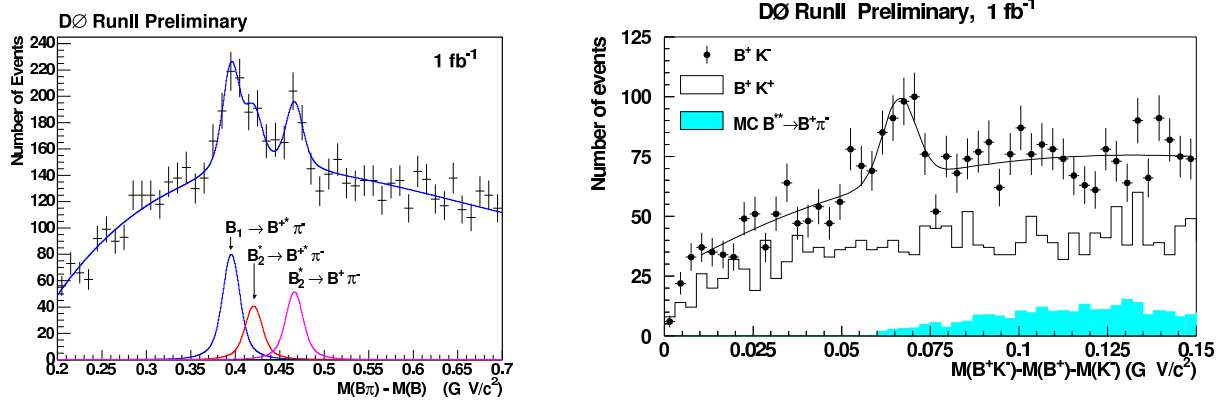 DØ RunII Preliminary
Number of Events
240
220
200
180
160
140
120
100
80
60
40
20
0
1 fb⁻¹
B₁ → B⁺* π⁻
B₂* → B⁺* π⁻
B₂* → B⁺ π⁻
0.2 0.25 0.3 0.35 0.4 0.45 0.5 0.55 0.6 0.65 0.7
M(Bπ) - M(B) (G V/c²)
DØ RunII Preliminary, 1 fb⁻¹
Number of events
125
100
75
50
25
0
B⁺ K⁻
B⁺ K⁺
MC B** → B⁺π⁻
0 0.025 0.05 0.075 0.1 0.125 0.15
M(B⁺K⁻)-M(B⁺)-M(K⁻) (G V/c²)